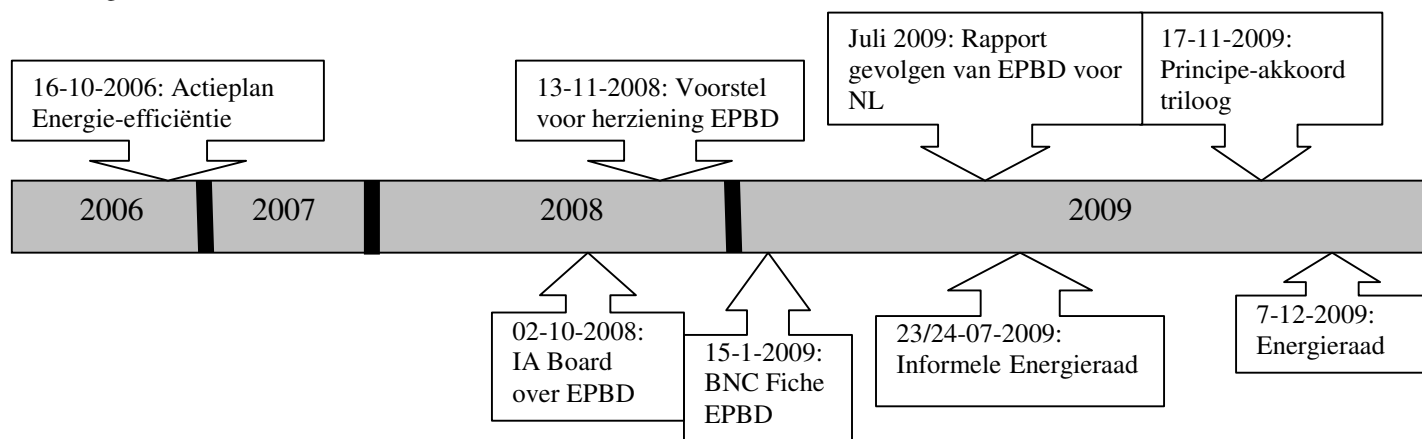 16-10-2006: Actieplan
Energie-efficiëntie
13-11-2008: Voorstel
voor herziening EPBD
Juli 2009: Rapport
gevolgen van EPBD voor
NL
17-11-2009:
Principe-akkoord
triloog
2006
2007
2008
2009
02-10-2008:
IA Board
over EPBD
15-1-2009:
BNC Fiche
EPBD
23/24-07-2009:
Informele Energieraad
7-12-2009:
Energieraad